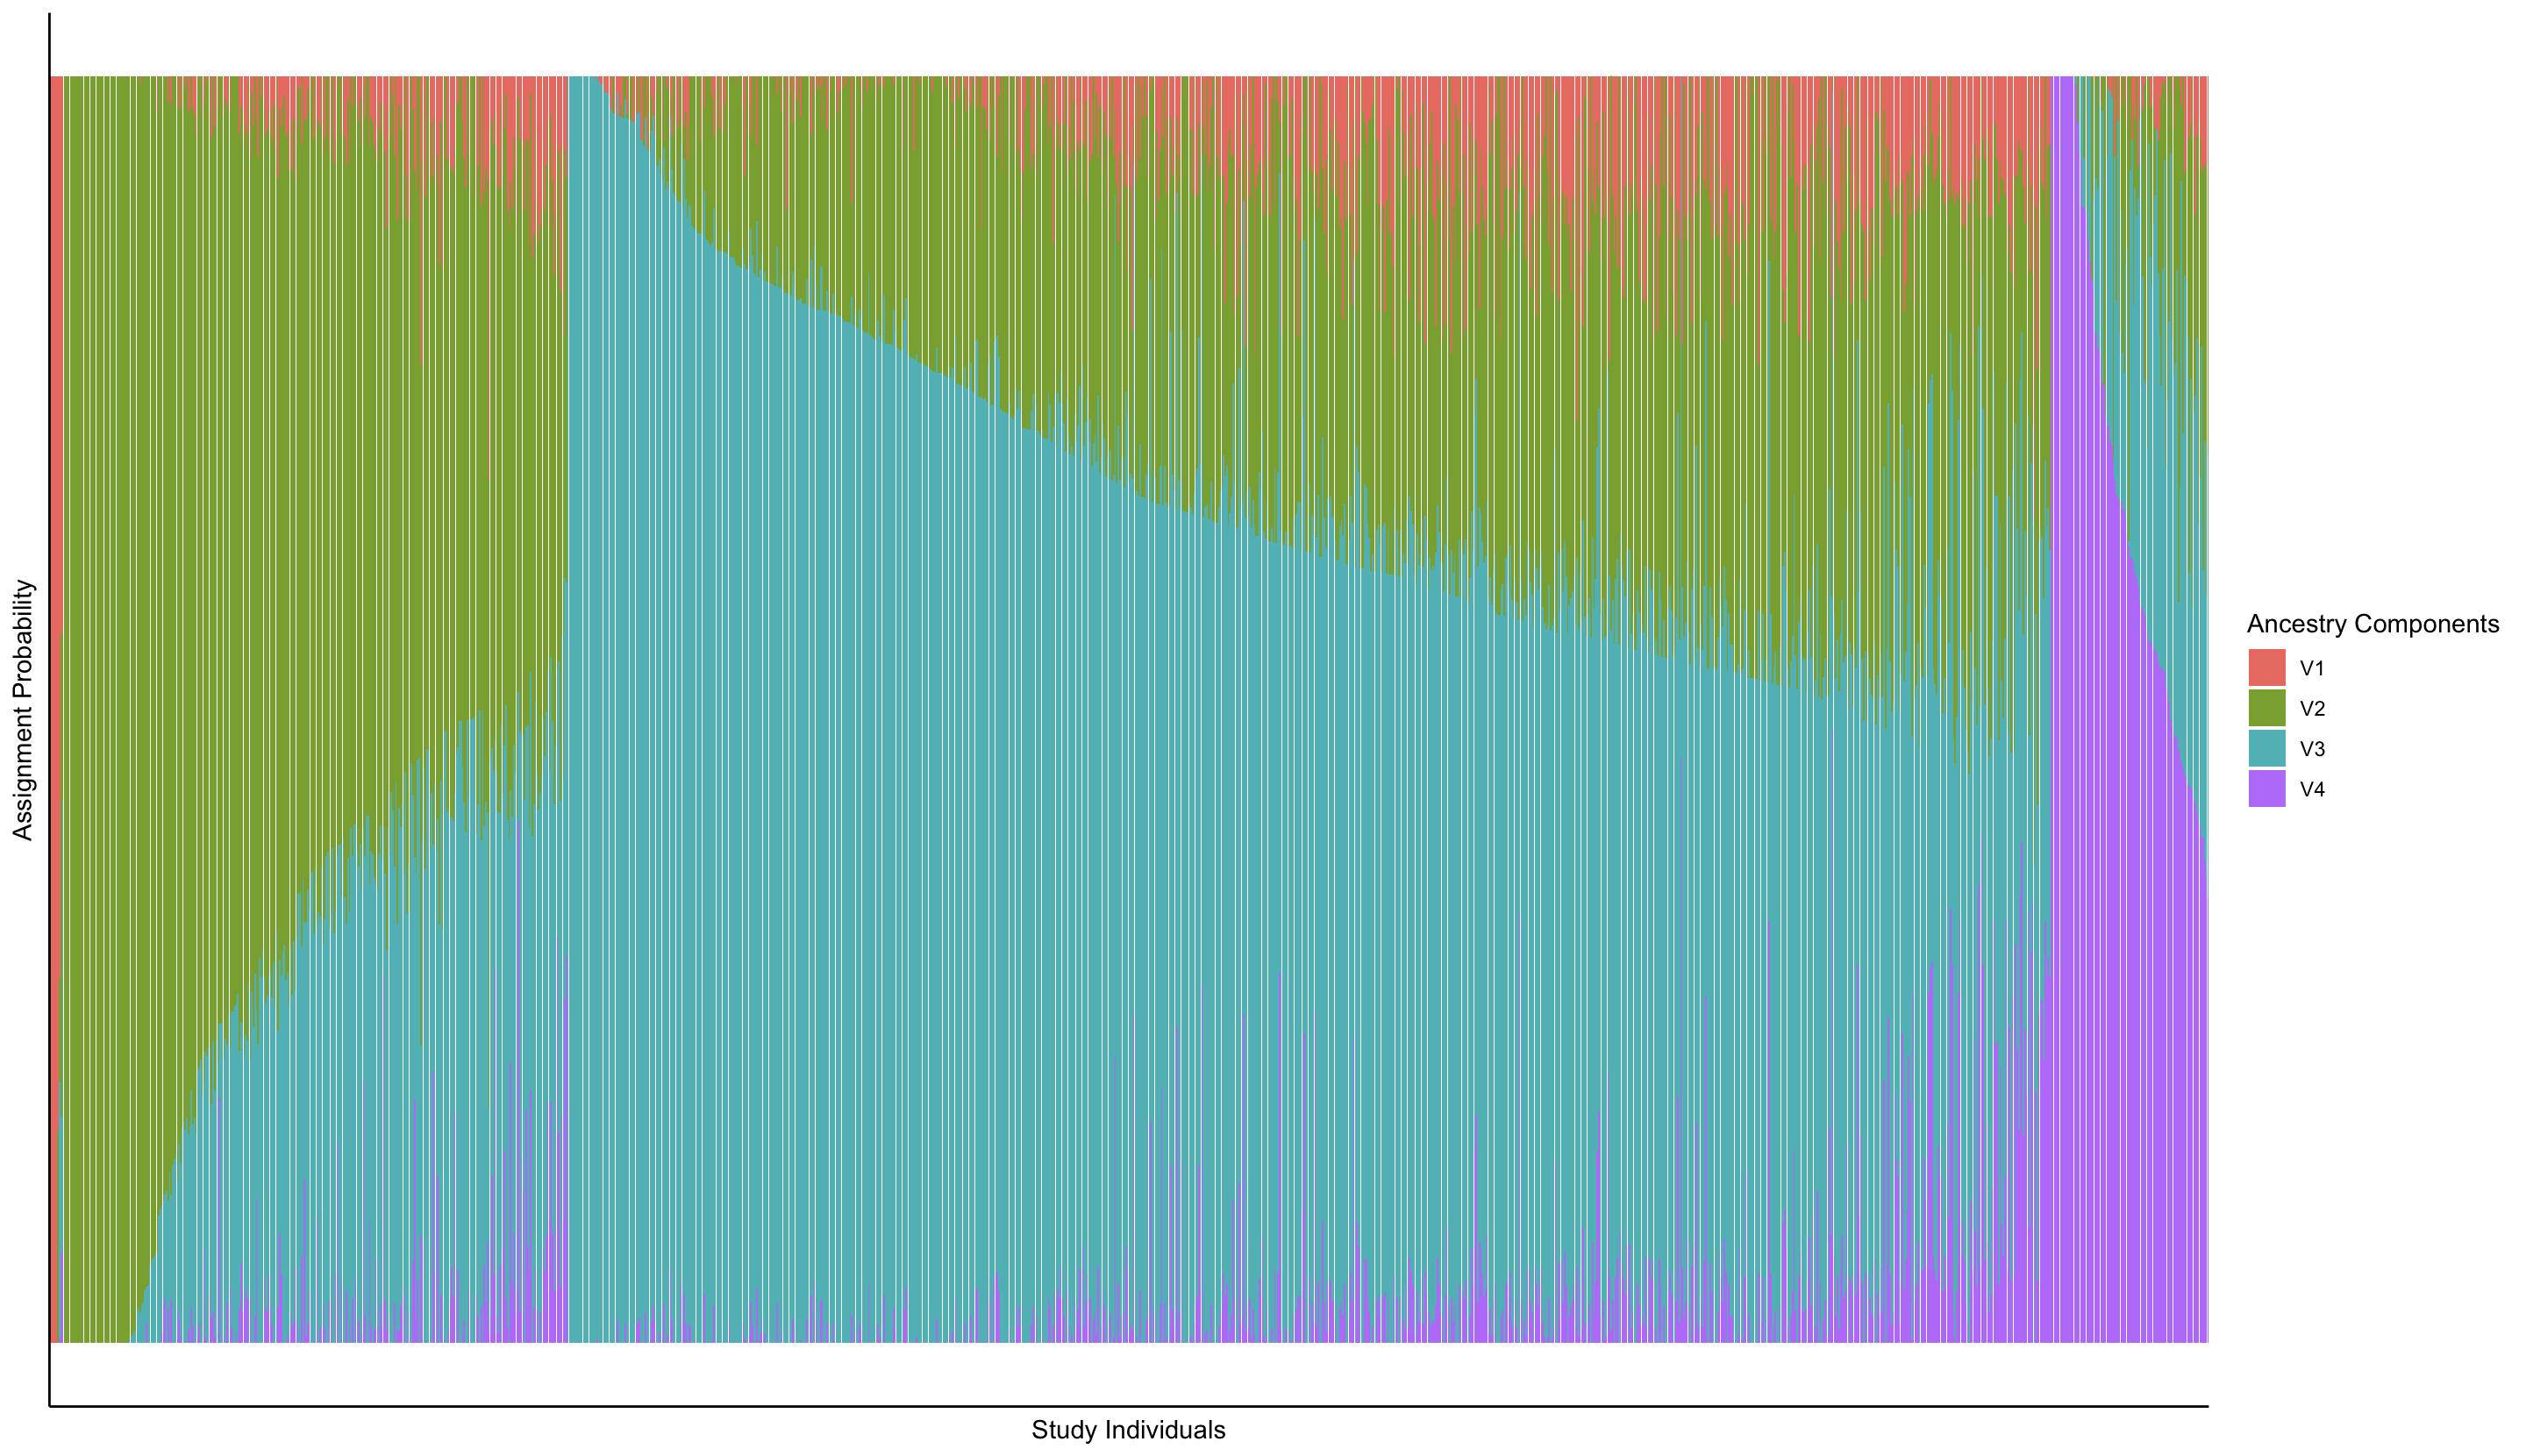 Assignment Probability
Study Individuals
Ancestry Components
V1
V2
V3
V4